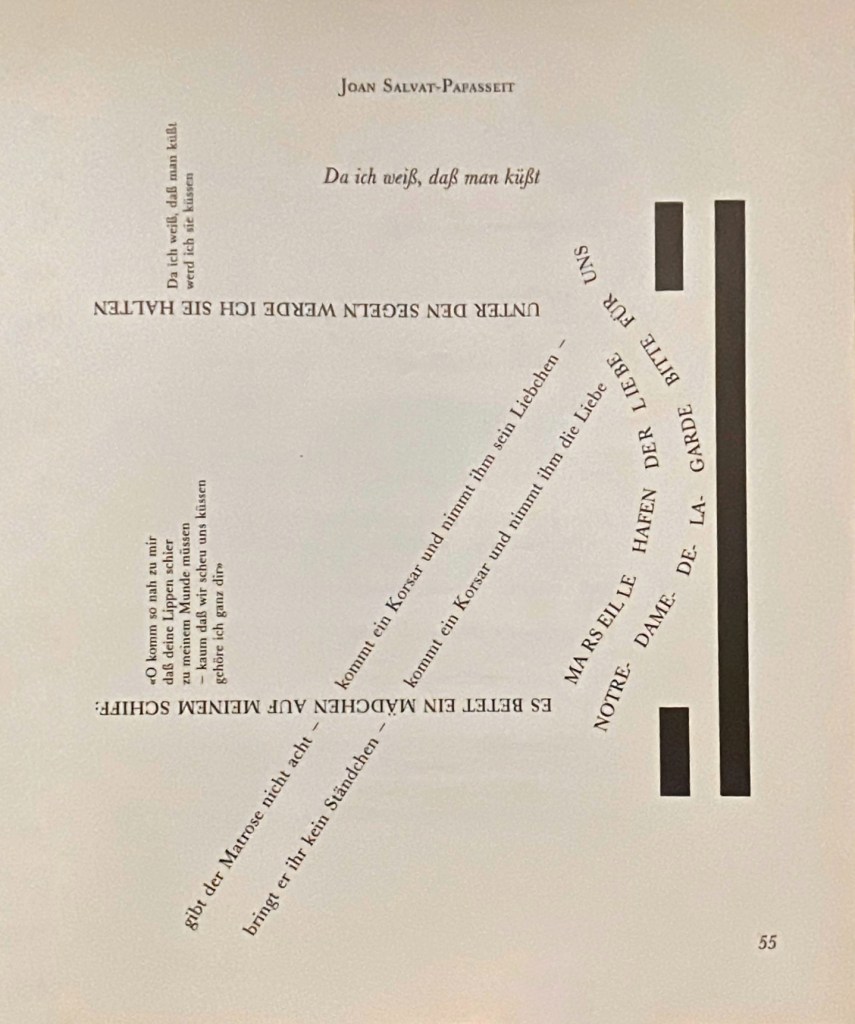 JOAN SALVAT-PAPASSEIT
Da ich weiß, daß man küßt
Da ich weiß, daß man küßt
werd ich sie küssen
UNTER DEN SEGELN WERDE ICH SIE HALTEN
«O komm so nah zu mir
daß deine Lippen schier
zu meinem Munde müssen
– kaum daß wir scheu uns küssen
gehöre ich ganz dir»
ES BETET EIN MÄDCHEN AUF MEINEM SCHIFF:
gibt der Matrose nicht acht – kommt ein Korsar und nimmt ihm sein Liebchen –
bringt er ihr kein Ständchen – kommt ein Korsar und nimmt ihm die Liebe
MA RS EIL LE HAFEN DER LIEBE
NOTRE- DAME- DE- LA- GARDE BITTE FÜR UNS
55